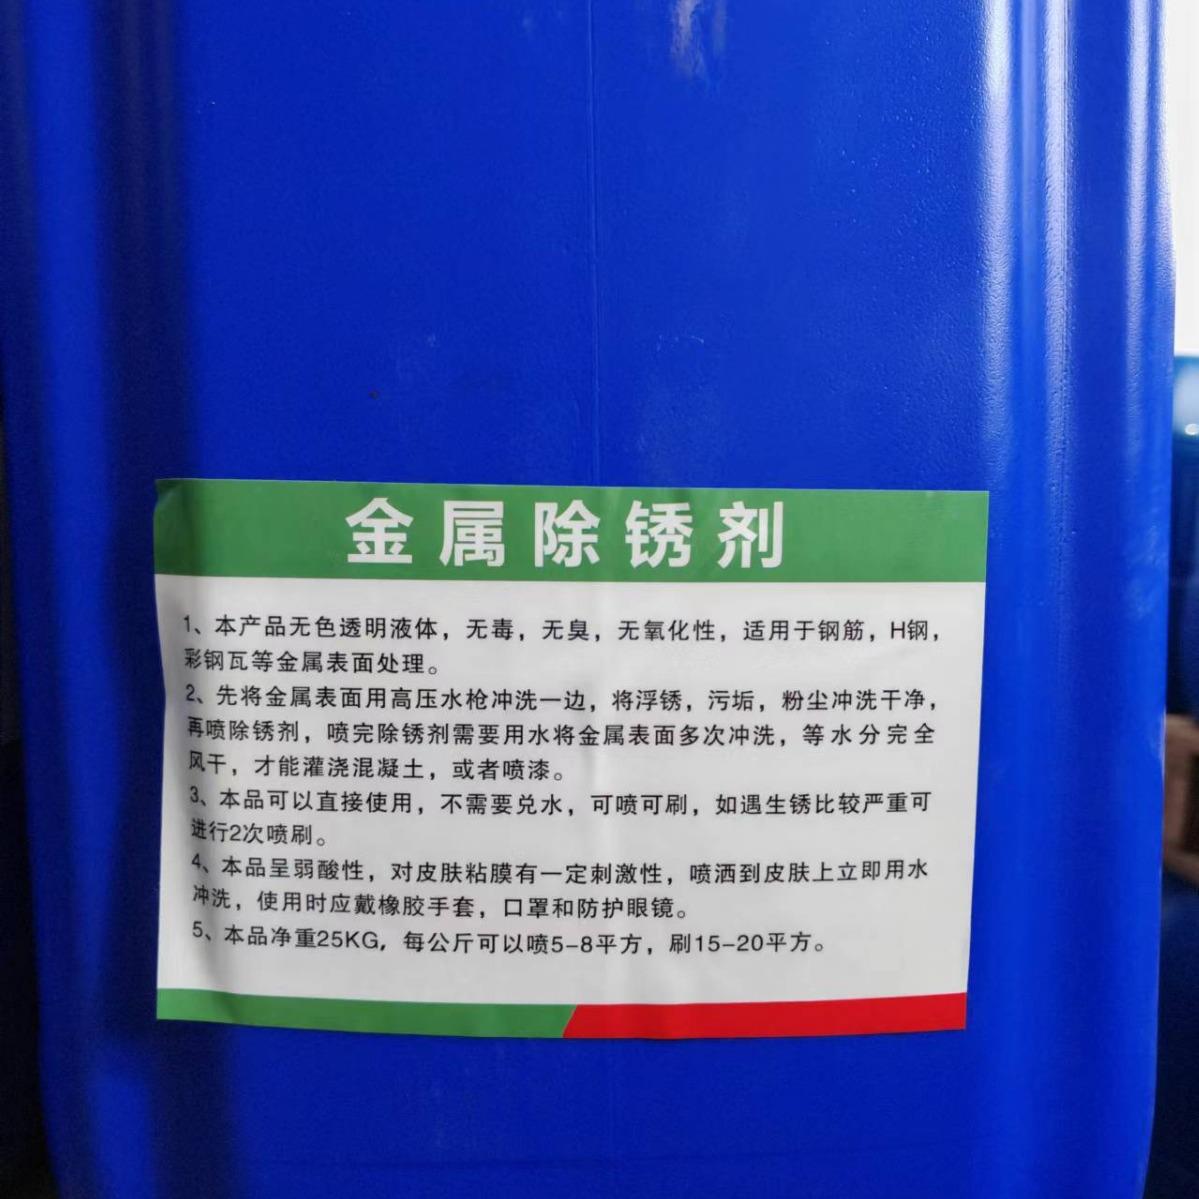 金属除锈剂
1、本产品无色透明液体，无毒，无臭，无氧化性，适用于钢筋，H钢，
彩钢瓦等金属表面处理。
2、先将金属表面用高压水枪冲洗一边，将浮锈，污垢，粉尘冲洗干净，
再喷除锈剂，喷完除锈剂需要用水将金属表面多次冲洗，等水分完全
风干，才能灌浇混凝土，或者喷漆。
3、本品可以直接使用，不需要兑水，可喷可刷，如遇生锈比较严重可
进行2次喷刷。
4、本品呈弱酸性，对皮肤粘膜有一定刺激性，喷洒到皮肤上立即用水
冲洗，使用时应戴橡胶手套，口罩和防护眼镜。
5、本品净重25KG，每公斤可以喷5-8平方，刷15-20平方。